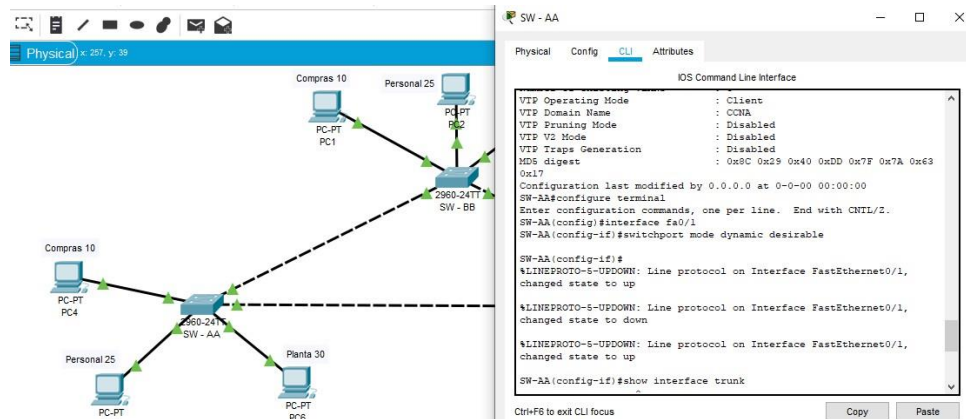 Physical x: 257, y: 39
Compras 10
PC-PT
PC1
Personal 25
PC-PT
PC2
2960-24TT
SW - BB
Compras 10
PC-PT
PC4
2960-24TT
SW - AA
Personal 25
PC-PT
Planta 30
PC-PT
PC6
SW - AA
Physical Config CLI Attributes
IOS Command Line Interface
VTP Operating Mode : Client
VTP Domain Name : CCNA
VTP Pruning Mode : Disabled
VTP V2 Mode : Disabled
VTP Traps Generation : Disabled
MD5 digest : 0x8C 0x29 0x40 0xDD 0x7F 0x7A 0x63
0x17
Configuration last modified by 0.0.0.0 at 0-0-00 00:00:00
SW-AA#configure terminal
Enter configuration commands, one per line. End with CNTL/Z.
SW-AA(config)#interface fa0/1
SW-AA(config-if)#switchport mode dynamic desirable
SW-AA(config-if)#
%LINEPROTO-5-UPDOWN: Line protocol on Interface FastEthernet0/1,
changed state to up
%LINEPROTO-5-UPDOWN: Line protocol on Interface FastEthernet0/1,
changed state to down
%LINEPROTO-5-UPDOWN: Line protocol on Interface FastEthernet0/1,
changed state to up
SW-AA(config-if)#show interface trunk
Ctrl+F6 to exit CLI focus
Copy Paste